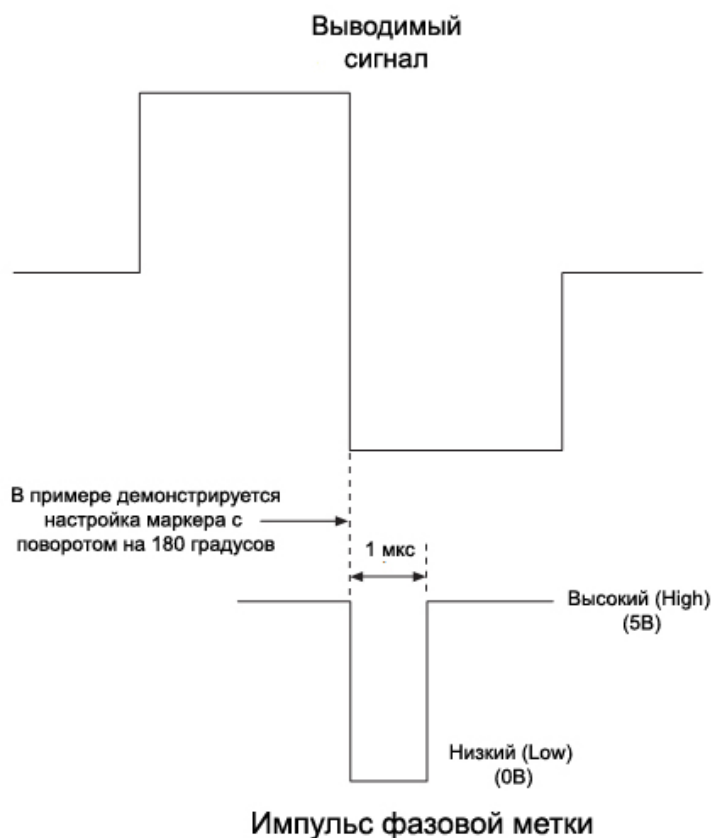 Выводимый
сигнал
В примере демонстрируется
настройка маркера с
поворотом на 180 градусов
1 мкс
Высокий (High)
(5В)
Низкий (Low)
(0В)
Импульс фазовой метки